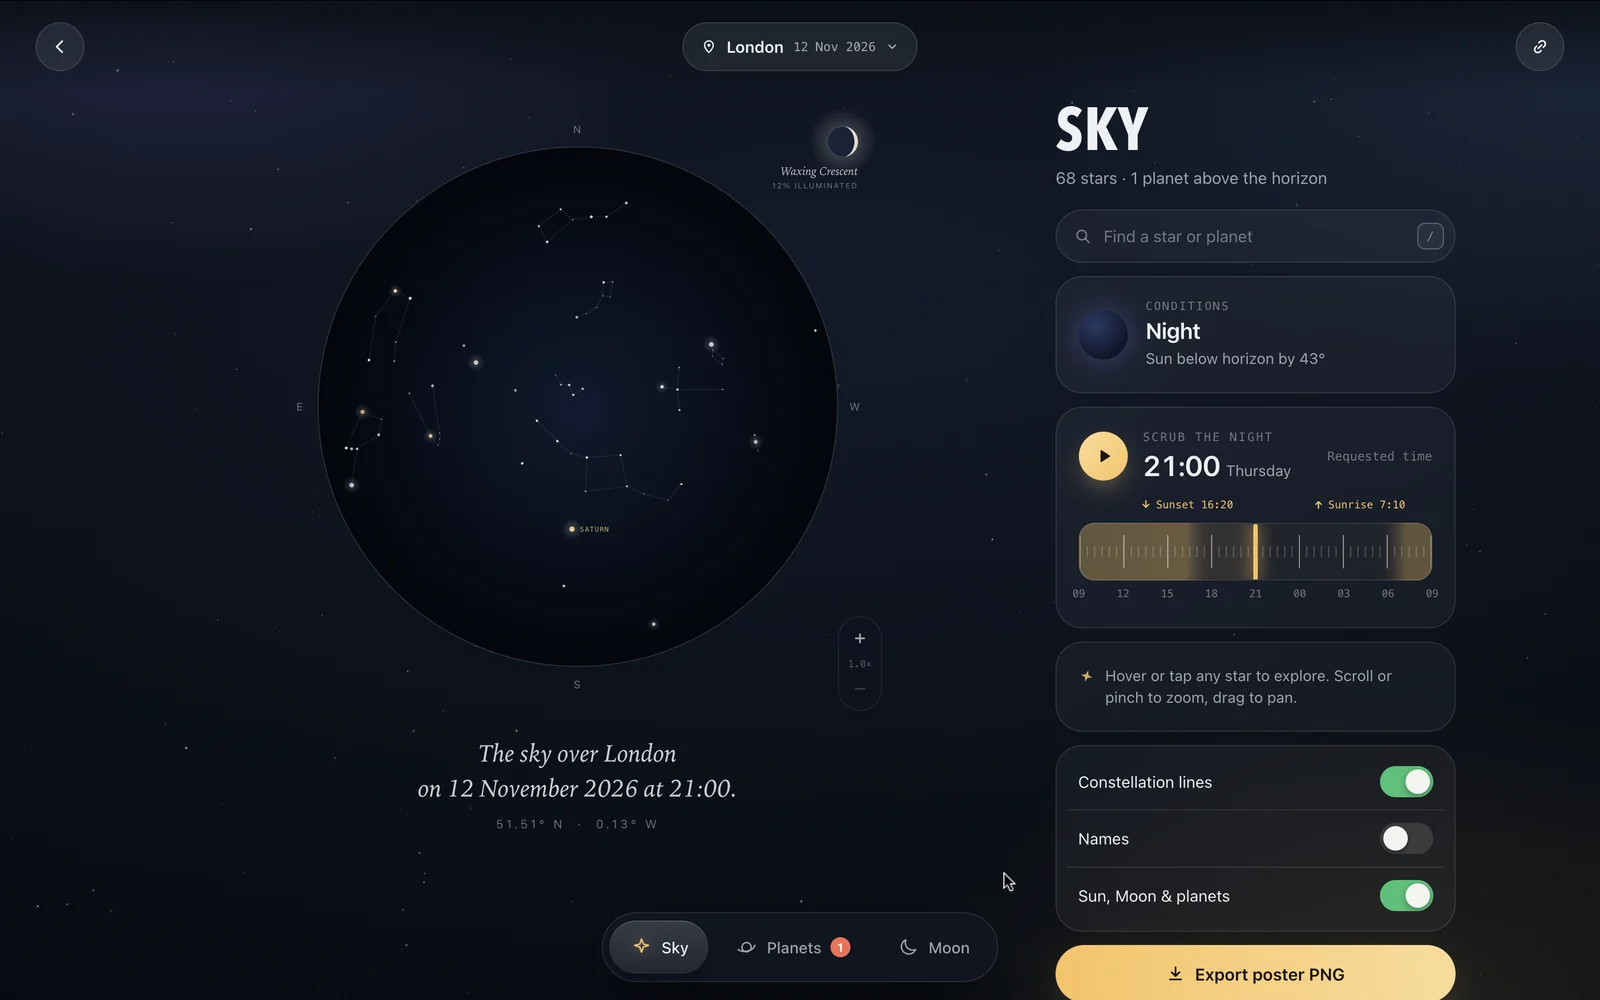 London 12 Nov 2026
N
Waxing Crescent
12% ILLUMINATED
E
W
SATURN
S
+
1.0×
−
The sky over London
on 12 November 2026 at 21:00.
51.51° N · 0.13° W
SKY
68 stars · 1 planet above the horizon
Find a star or planet /
CONDITIONS
Night
Sun below horizon by 43°
SCRUB THE NIGHT
21:00 Thursday
Requested time
↓ Sunset 16:20 ↑ Sunrise 7:10
09 12 15 18 21 00 03 06 09
Hover or tap any star to explore. Scroll or
pinch to zoom, drag to pan.
Constellation lines
Names
Sun, Moon & planets
Export poster PNG
Sky Planets 1 Moon